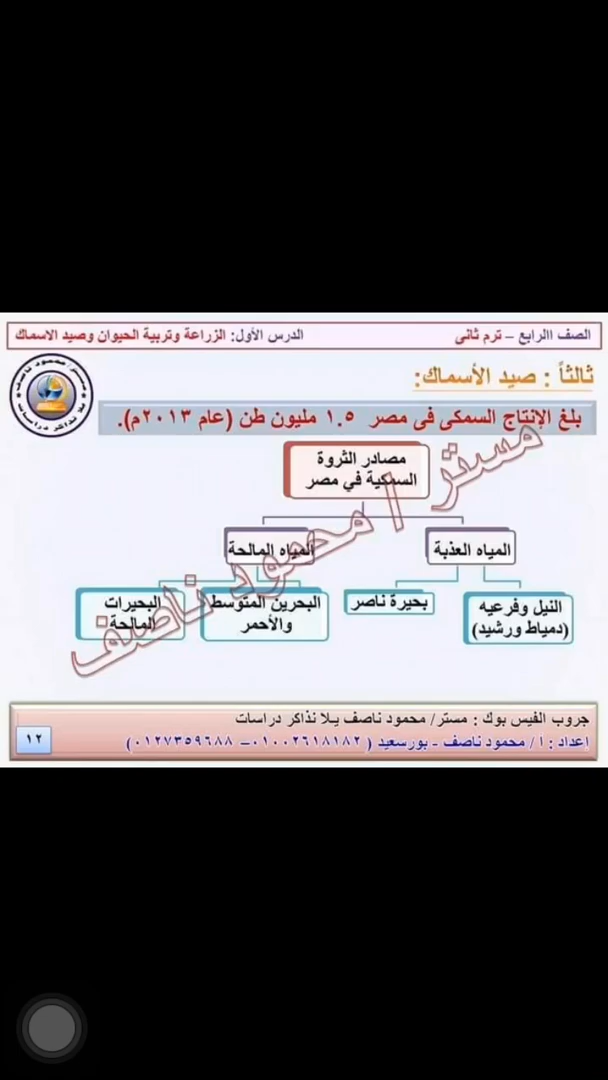 الصف االرابع – ترم ثانى
الدرس الأول: الزراعة وتربية الحيوان وصيد الاسماك
ثالثاً : صيد الأسماك:
بلغ الإنتاج السمكى فى مصر ١.٥ مليون طن (عام ٢٠١٣م).
مصادر الثروة
السمكية في مصر
المياه العذبة
المياه المالحة
النيل وفرعيه
(دمياط ورشيد)
بحيرة ناصر
البحرين المتوسط
والأحمر
البحيرات
المالحة
مستر / محمود ناصف
جروب الفيس بوك : مستر/ محمود ناصف يلا نذاكر دراسات
إعداد : أ / محمود ناصف - بورسعيد (٠١٠٠٢٦١٨١٨٢– ٠١٢٧٣٥٩٦٨٨)
١٢